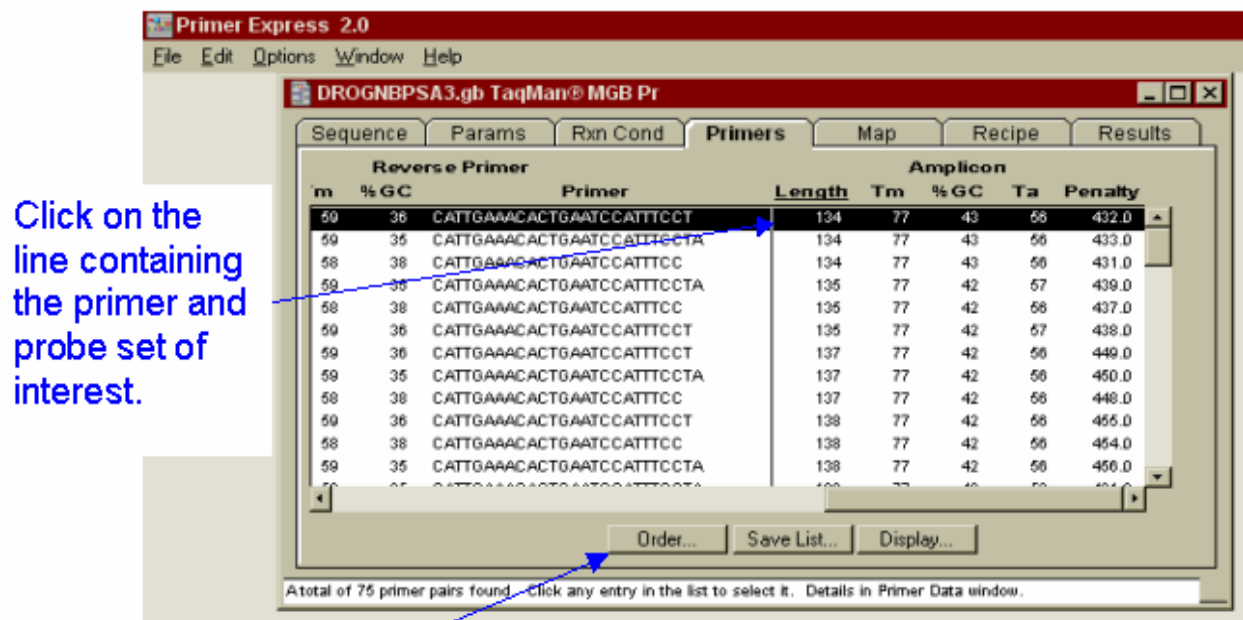 Primer Express 2.0
File Edit Options Window Help
DROGNBPSA3.gb TaqMan® MGB Pr
Sequence Params Rxn Cond Primers Map Recipe Results
Reverse Primer Amplicon
'm %GC Primer Length Tm %GC Ta Penalty
59 36 CATTGAAACACTGAATCCATTTCCT 134 77 43 56 432.0
59 35 CATTGAAACACTGAATCCATTTCCTA 134 77 43 56 433.0
58 38 CATTGAAACACTGAATCCATTTCC 134 77 43 56 431.0
59 35 CATTGAAACACTGAATCCATTTCCTA 135 77 42 57 439.0
58 38 CATTGAAACACTGAATCCATTTCC 135 77 42 56 437.0
59 36 CATTGAAACACTGAATCCATTTCCT 135 77 42 57 438.0
59 36 CATTGAAACACTGAATCCATTTCCT 137 77 42 56 449.0
59 35 CATTGAAACACTGAATCCATTTCCTA 137 77 42 56 450.0
58 38 CATTGAAACACTGAATCCATTTCC 137 77 42 56 448.0
59 36 CATTGAAACACTGAATCCATTTCCT 138 77 42 56 455.0
58 38 CATTGAAACACTGAATCCATTTCC 138 77 42 56 454.0
59 35 CATTGAAACACTGAATCCATTTCCTA 138 77 42 56 456.0
Order... Save List... Display...
A total of 75 primer pairs found. Click any entry in the list to select it. Details in Primer Data window.
Click on the
line containing
the primer and
probe set of
interest.